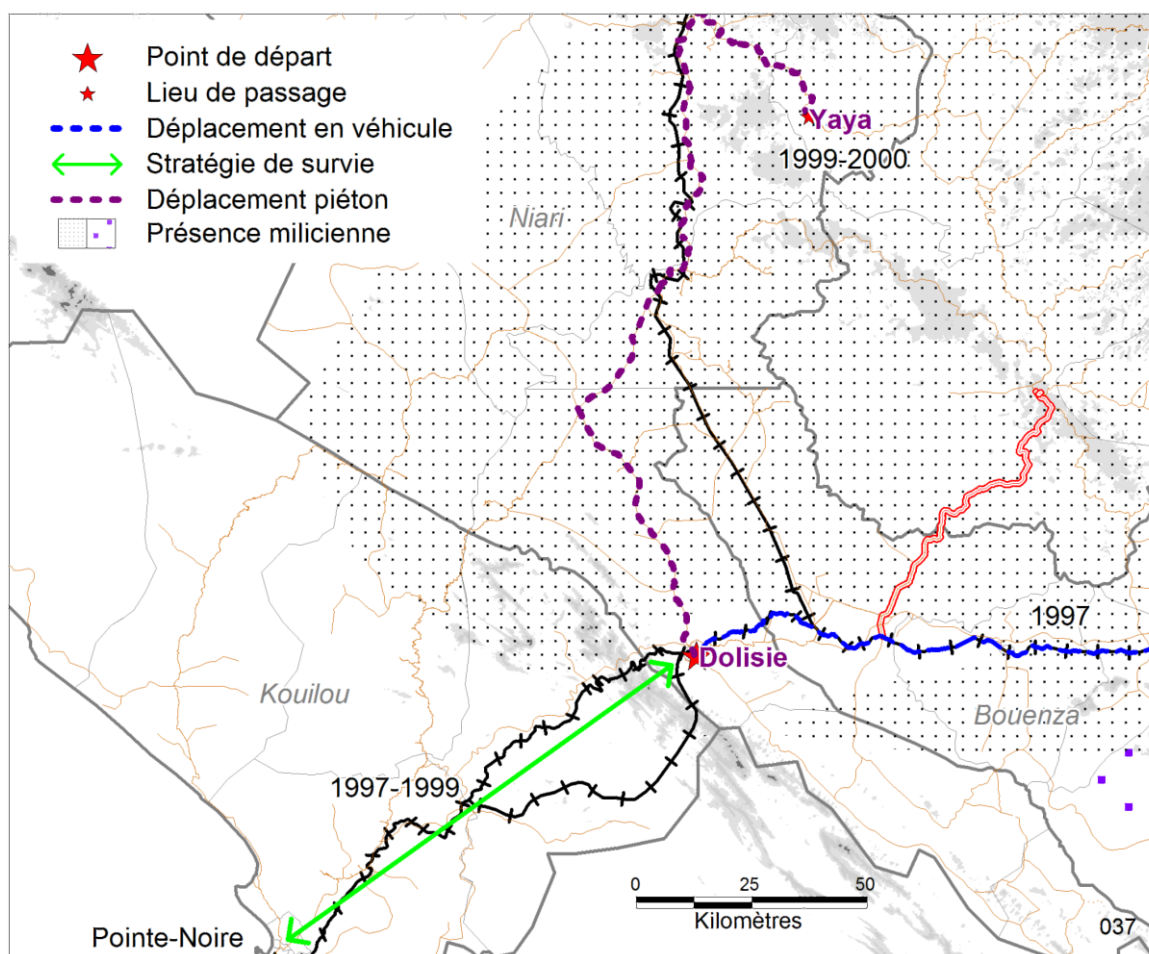 Point de départ
Lieu de passage
Déplacement en véhicule
Stratégie de survie
Déplacement piéton
Présence milicienne
Yaya
1999-2000
Niari
1997
Dolisie
Kouilou
Bouenza
1997-1999
0 25 50
Kilomètres
Pointe-Noire
037